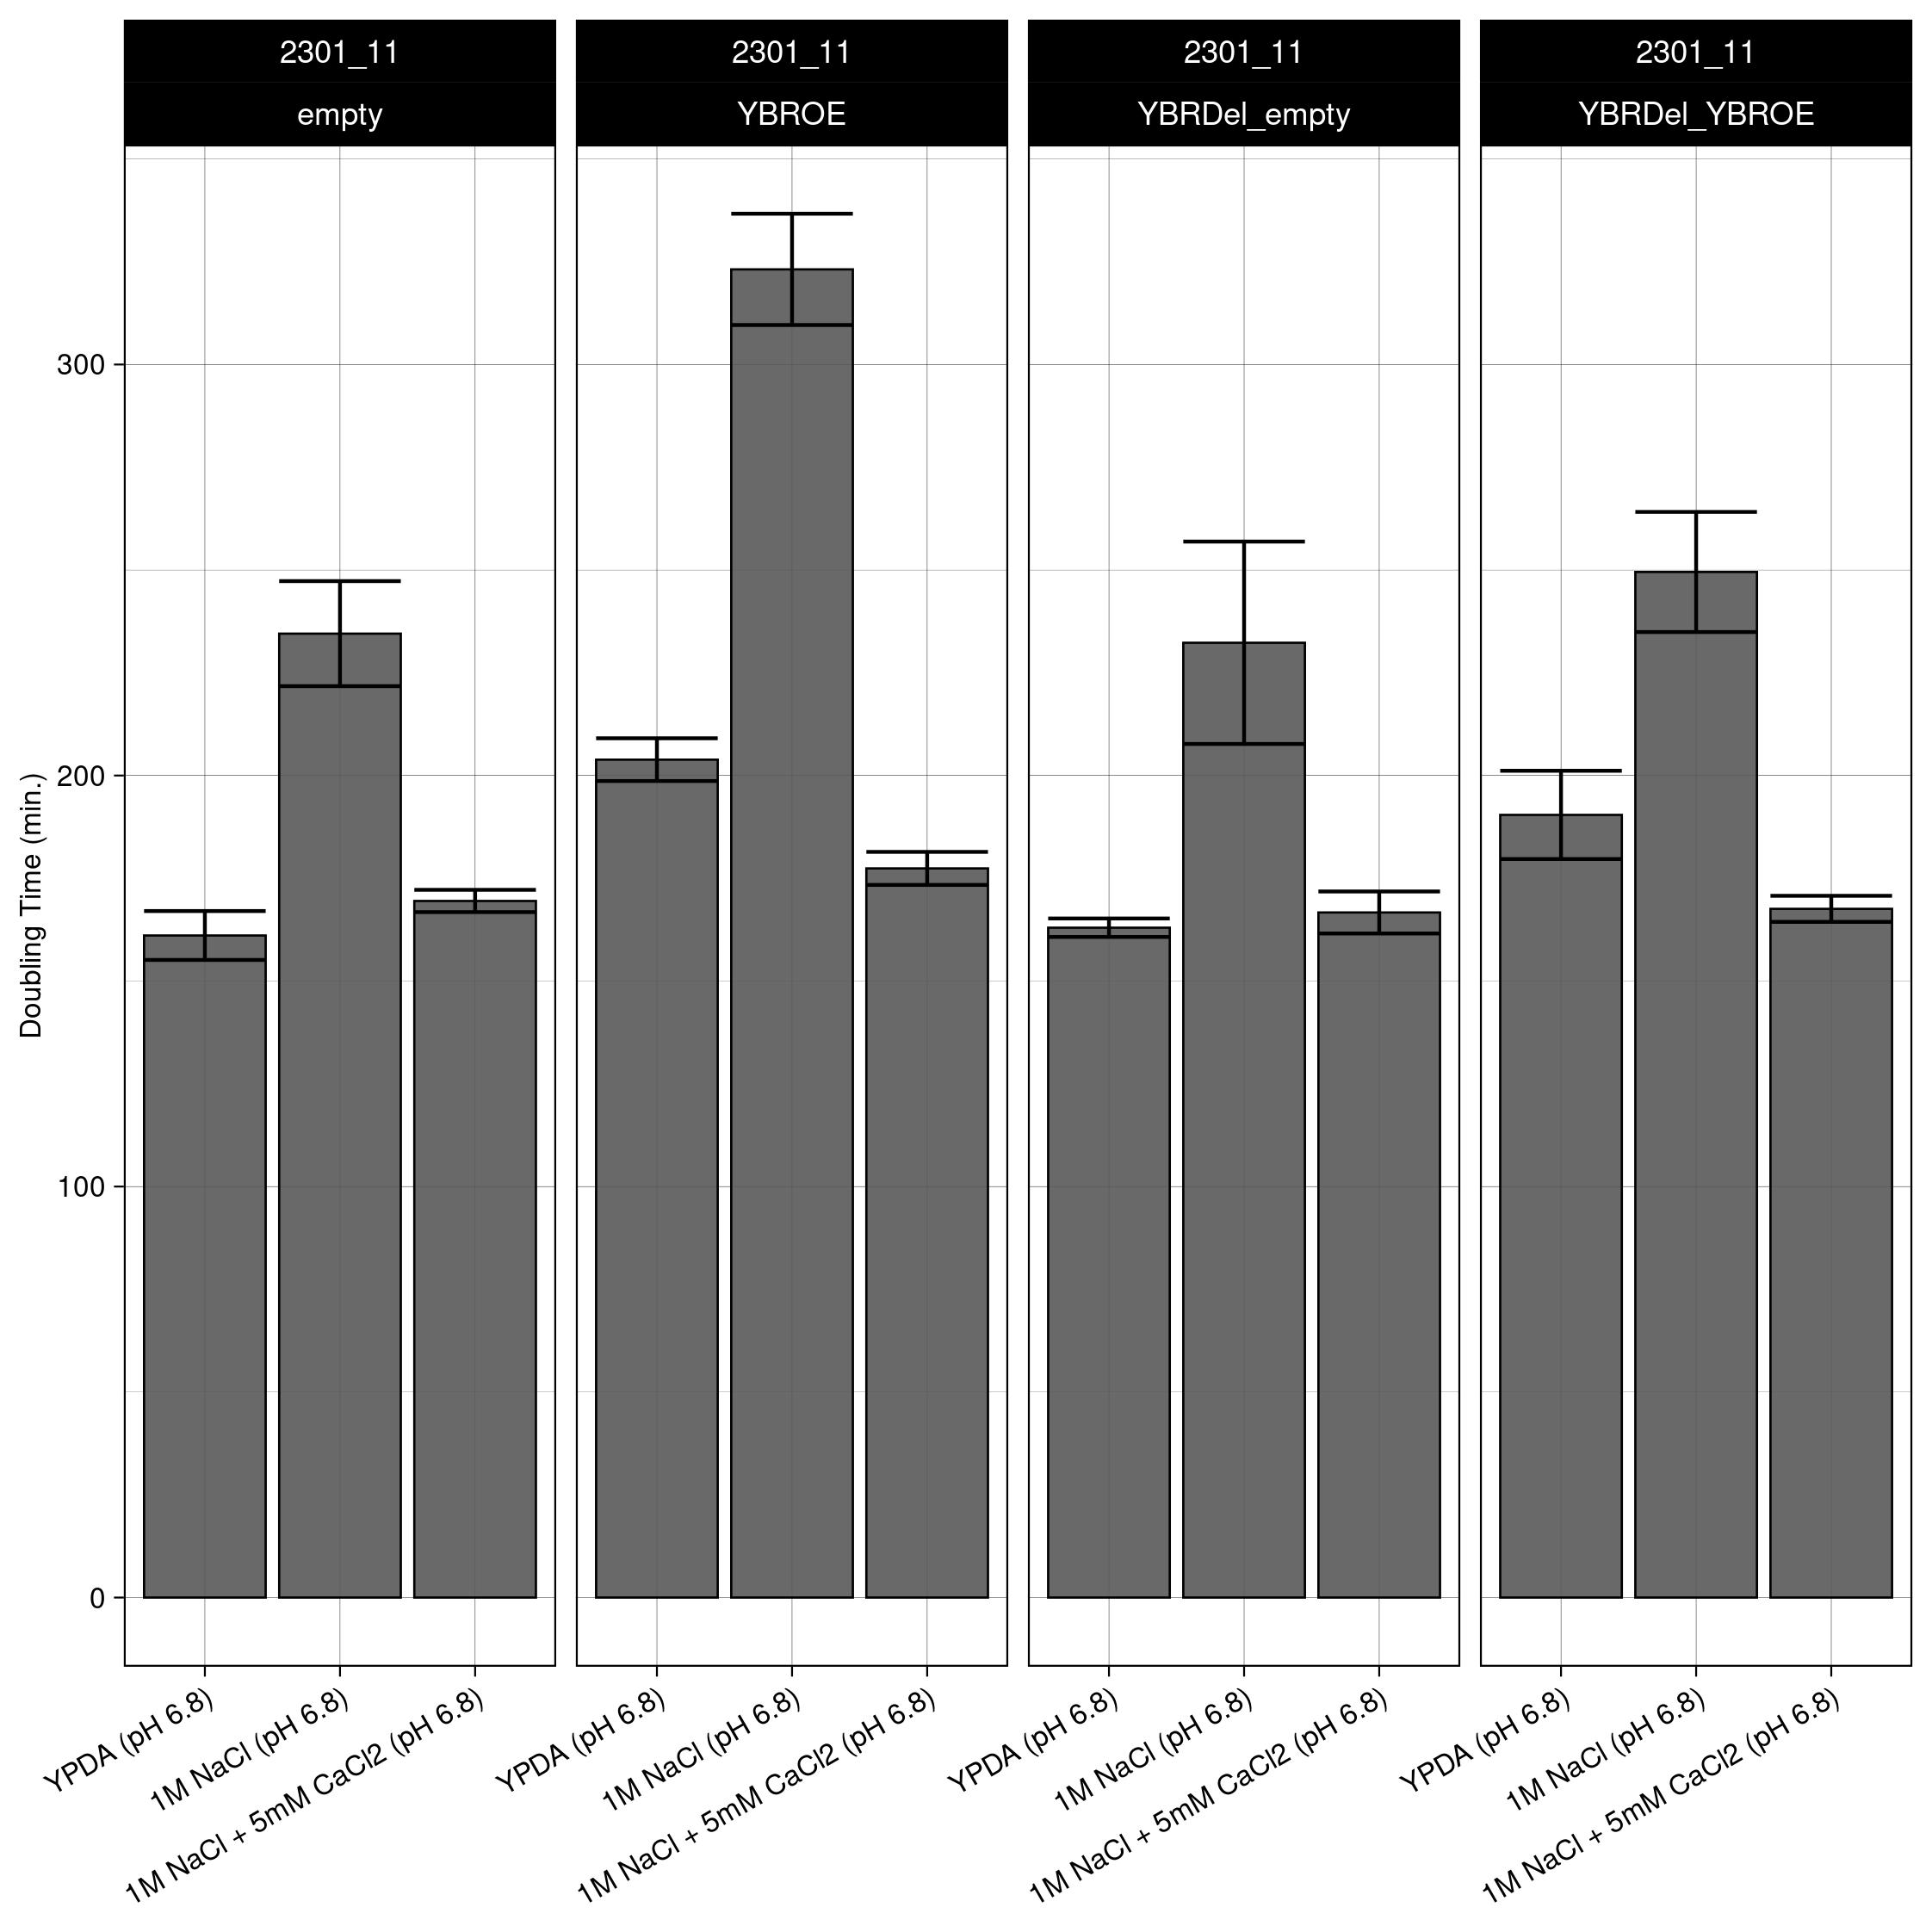 2301_11
empty
2301_11
YBROE
2301_11
YBRDel_empty
2301_11
YBRDel_YBROE
Doubling Time (min.)
300
200
100
0
YPDA (pH 6.8)
1M NaCl (pH 6.8)
1M NaCl + 5mM CaCl2 (pH 6.8)
YPDA (pH 6.8)
1M NaCl (pH 6.8)
1M NaCl + 5mM CaCl2 (pH 6.8)
YPDA (pH 6.8)
1M NaCl (pH 6.8)
1M NaCl + 5mM CaCl2 (pH 6.8)
YPDA (pH 6.8)
1M NaCl (pH 6.8)
1M NaCl + 5mM CaCl2 (pH 6.8)